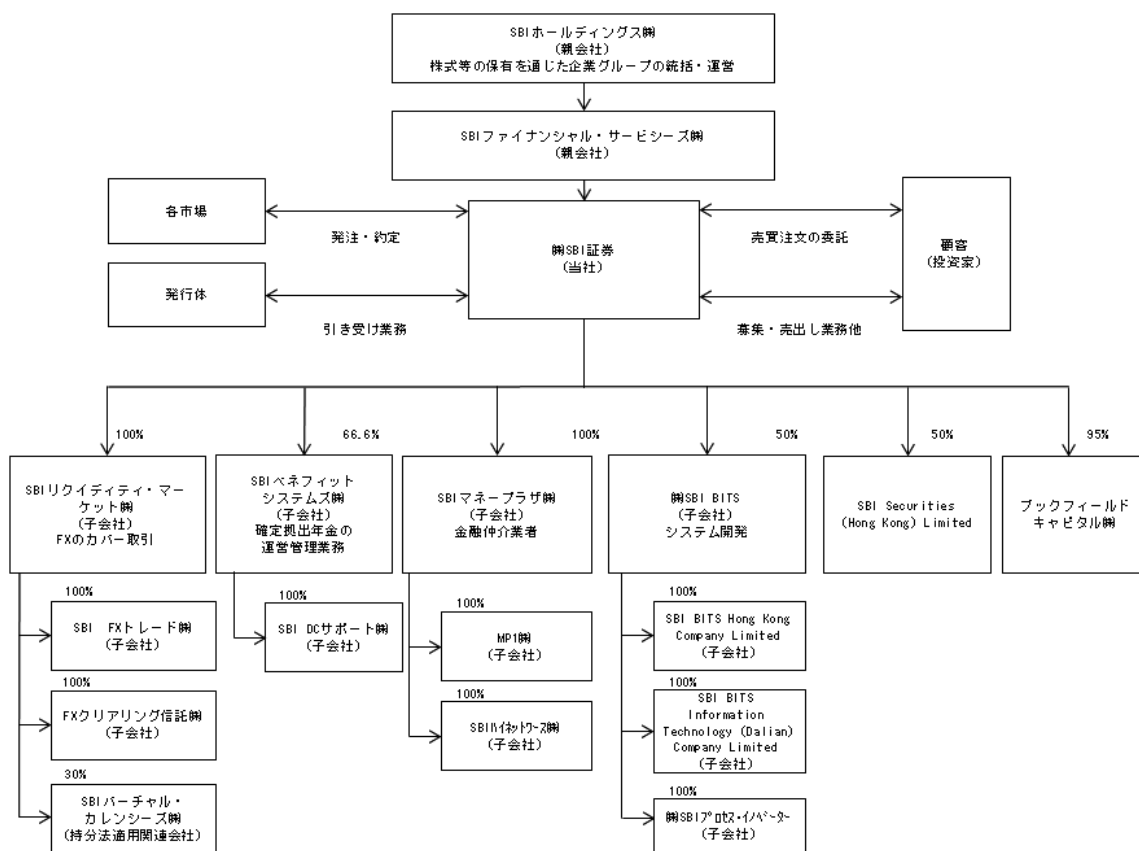 SBIホールディングス㈱
(親会社)
株式等の保有を通じた企業グループの統括・運営
SBIファイナンシャル・サービシーズ㈱
(親会社)
各市場
発注・約定
㈱SBI証券
(当社)
売買注文の委託
顧客
(投資家)
発行体
引き受け業務
募集・売出し業務他
100%
66.6%
100%
50%
50%
95%
SBIリクイディティ・マー
ケット㈱
(子会社)
FXのカバー取引
SBIベネフィット
システムズ㈱
(子会社)
確定拠出年金の
運営管理業務
SBIマネープラザ㈱
(子会社)
金融仲介業者
㈱SBI BITS
(子会社)
システム開発
SBI Securities
(Hong Kong) Limited
ブックフィールド
キャピタル㈱
100%
SBI FXトレード㈱
(子会社)
100%
FXクリアリング信託㈱
(子会社)
30%
SBIバーチャル・
カレンシーズ㈱
(持分法適用関連会社)
100%
SBI DCサポート㈱
(子会社)
100%
MP1㈱
(子会社)
100%
SBIハイネットワース㈱
(子会社)
100%
SBI BITS Hong Kong
Company Limited
(子会社)
100%
SBI BITS
Information
Technology (Dalian)
Company Limited
(子会社)
100%
㈱SBIプロセス・イノベーター
(子会社)